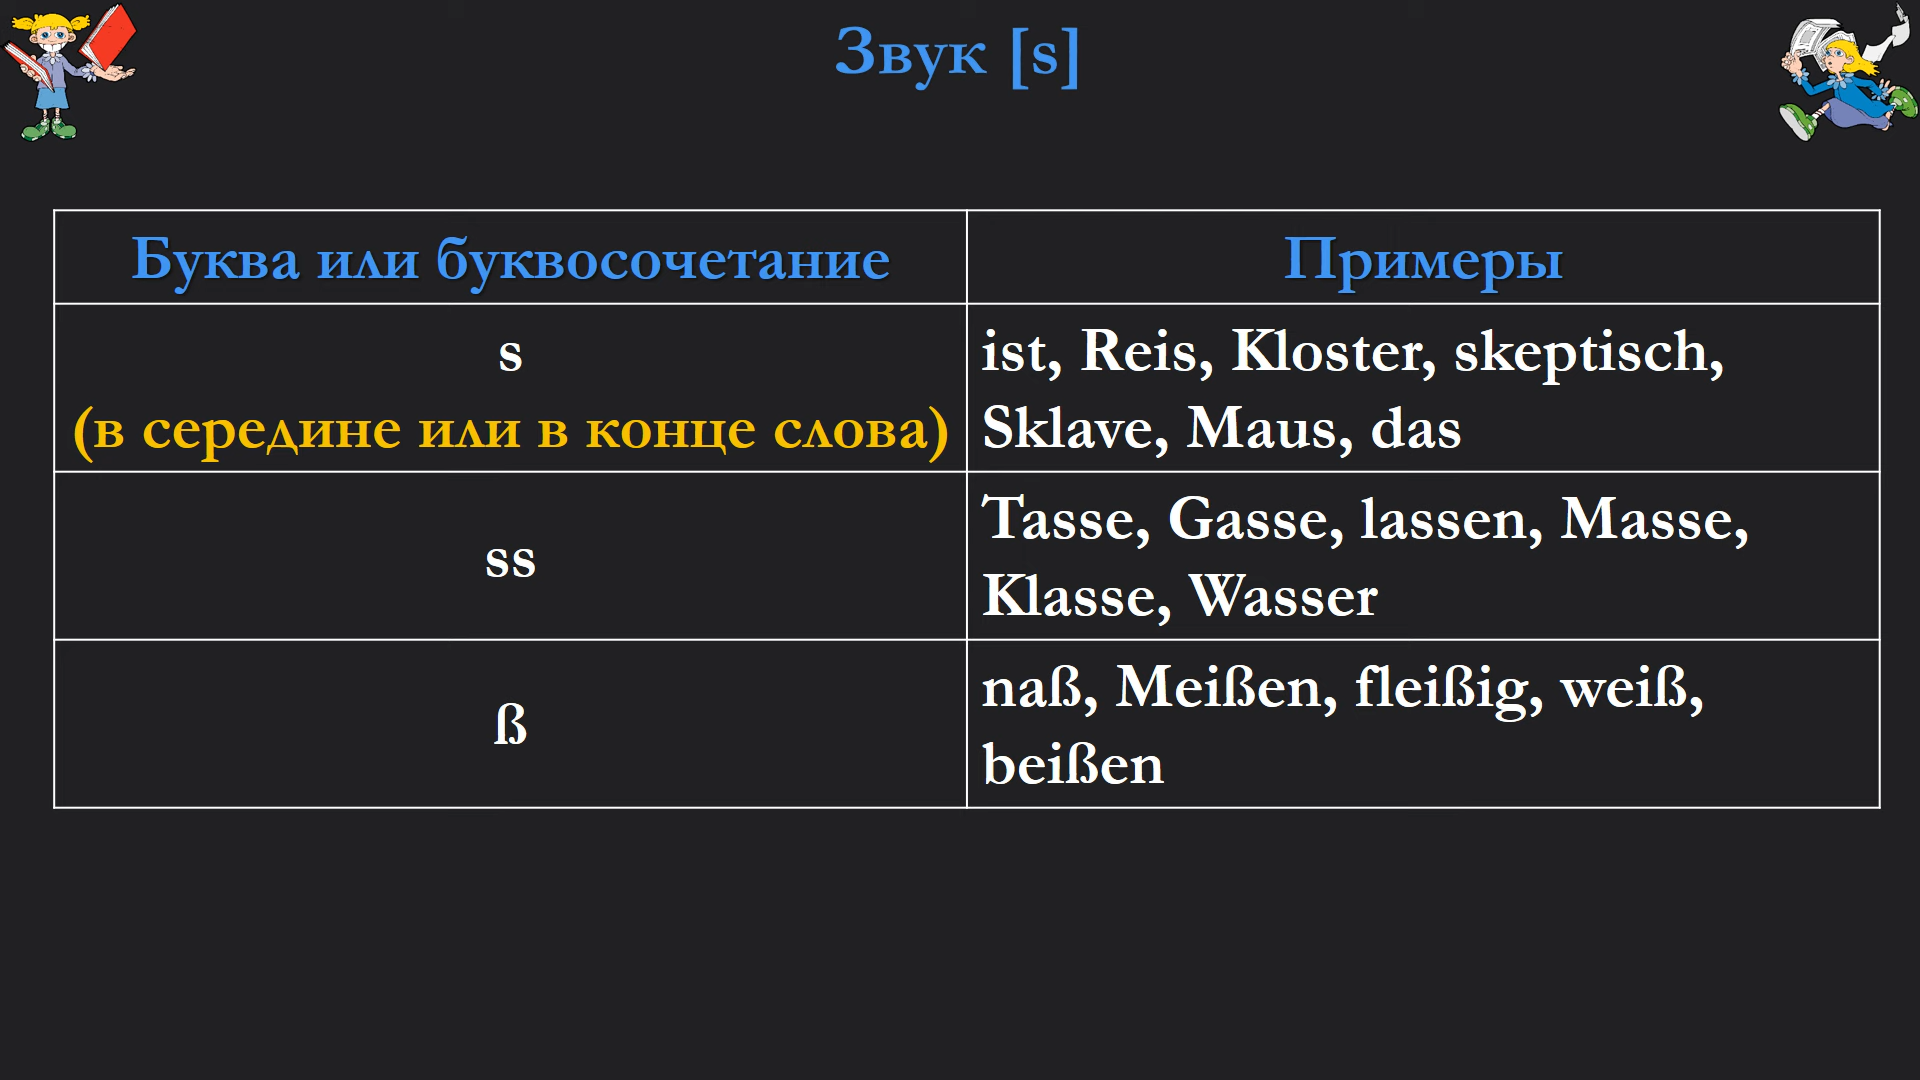 Звук [s]
Буква или буквосочетание
Примеры
s
(в середине или в конце слова)
ist, Reis, Kloster, skeptisch,
Sklave, Maus, das
ss
Tasse, Gasse, lassen, Masse,
Klasse, Wasser
ß
naß, Meißen, fleißig, weiß,
beißen